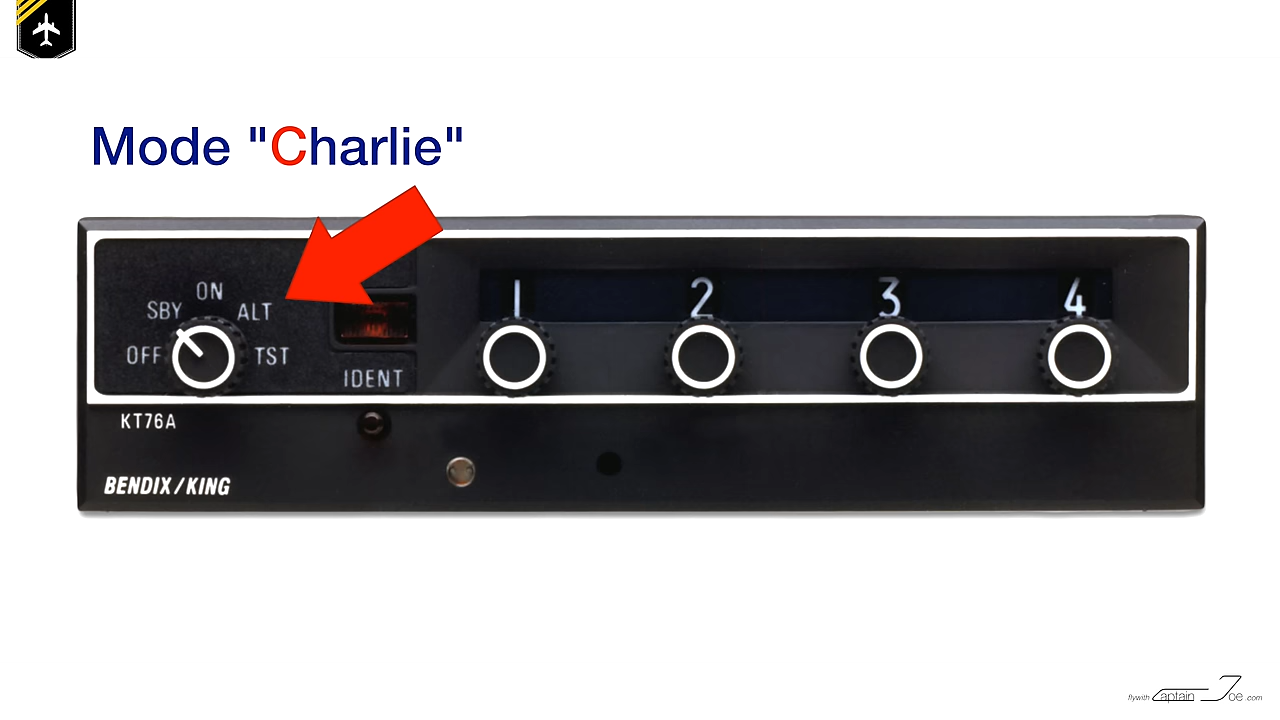 Mode "Charlie"
ON
SBY
ALT
OFF
TST
IDENT
1
2
3
4
KT76A
BENDIX/KING
flywith Captain Joe.com